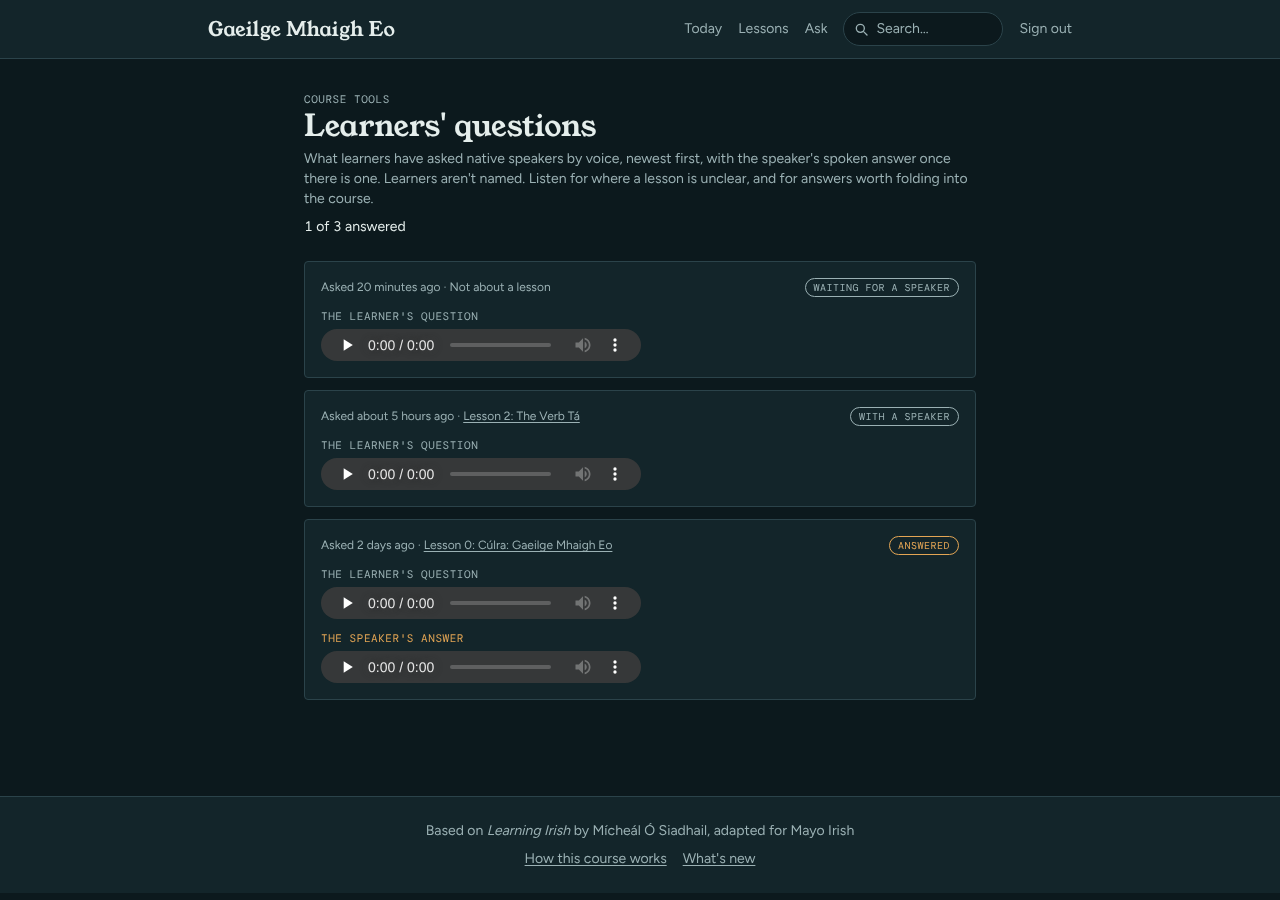 Gaeilge Mhaigh Eo
Today Lessons Ask Search... Sign out
COURSE TOOLS
Learners' questions
What learners have asked native speakers by voice, newest first, with the speaker's spoken answer once
there is one. Learners aren't named. Listen for where a lesson is unclear, and for answers worth folding into
the course.
1 of 3 answered
Asked 20 minutes ago · Not about a lesson WAITING FOR A SPEAKER
THE LEARNER'S QUESTION
0:00 / 0:00
Asked about 5 hours ago · Lesson 2: The Verb Tá WITH A SPEAKER
THE LEARNER'S QUESTION
0:00 / 0:00
Asked 2 days ago · Lesson 0: Cúlra: Gaeilge Mhaigh Eo ANSWERED
THE LEARNER'S QUESTION
0:00 / 0:00
THE SPEAKER'S ANSWER
0:00 / 0:00
Based on Learning Irish by Mícheál Ó Siadhail, adapted for Mayo Irish
How this course works What's new